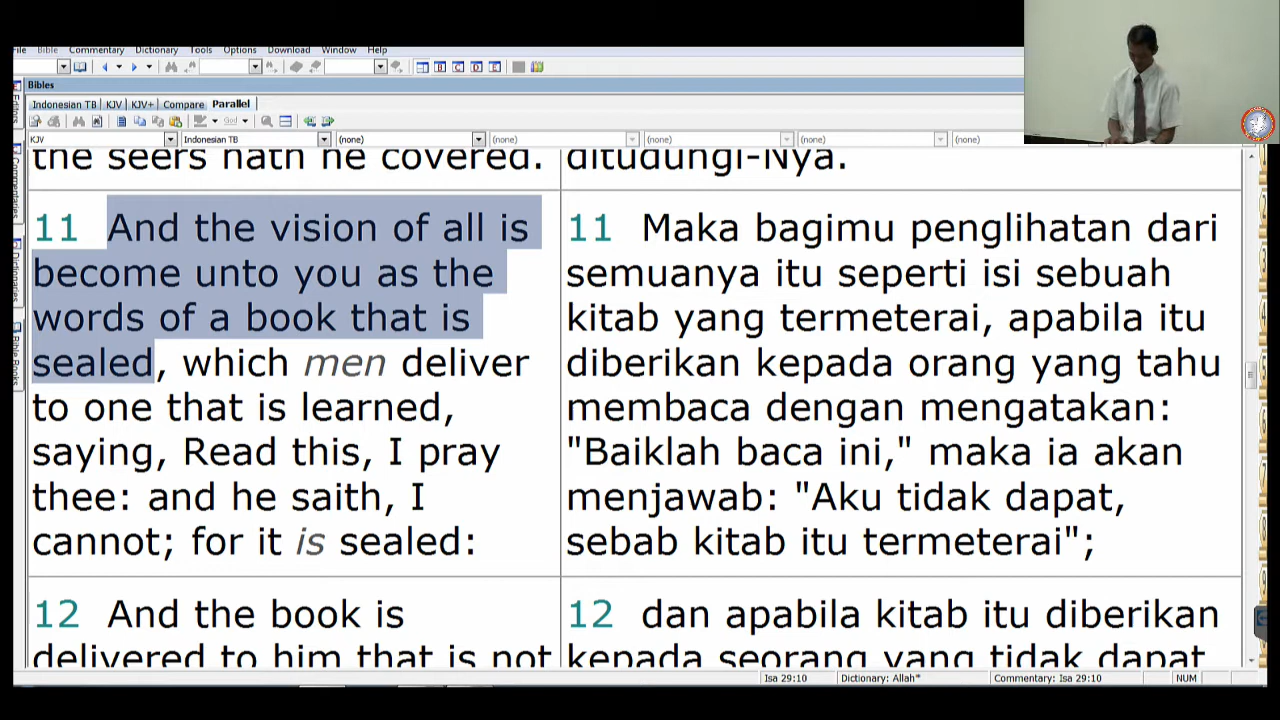 File Bible Commentary Dictionary Tools Options Download Window Help
Bibles
Indonesian TB KJV KJV+ Compare Parallel
KJV Indonesian TB (none) (none) (none) (none) (none)
the seers hath he covered.
11 And the vision of all is
become unto you as the
words of a book that is
sealed, which men deliver
to one that is learned,
saying, Read this, I pray
thee: and he saith, I
cannot; for it is sealed:
12 And the book is
delivered to him that is not
ditudungi-Nya.
11 Maka bagimu penglihatan dari
semuanya itu seperti isi sebuah
kitab yang termeterai, apabila itu
diberikan kepada orang yang tahu
membaca dengan mengatakan:
"Baiklah baca ini," maka ia akan
menjawab: "Aku tidak dapat,
sebab kitab itu termeterai";
12 dan apabila kitab itu diberikan
kepada seorang yang tidak dapat
Isa 29:10 Dictionary: Allah* Commentary: Isa 29:10 NUM